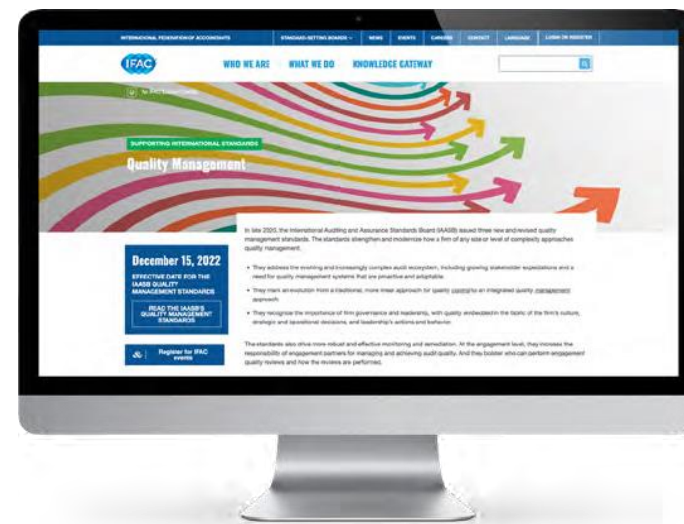 INTERNATIONAL FEDERATION OF ACCOUNTANTS
STANDARD-SETTING BOARDS
NEWS
EVENTS
CAREERS
CONTACT
LANGUAGE
LOGIN OR REGISTER
IFAC
WHO WE ARE
WHAT WE DO
KNOWLEDGE GATEWAY
SUPPORTING INTERNATIONAL STANDARDS
Quality Management
In late 2020, the International Auditing and Assurance Standards Board (IAASB) issued three new and revised quality
management standards. The standards strengthen and modernize how a firm of any size or level of complexity approaches
quality management.
• They address the evolving and increasingly complex audit ecosystem, including growing stakeholder expectations and a
need for quality management systems that are proactive and adaptable.
• They mark an evolution from a traditional, more linear approach for quality control to an integrated quality management
approach.
• They recognize the importance of firm governance and leadership, with quality embedded in the fabric of the firm's culture,
strategic and operational decisions, and leadership's actions and behavior.
The standards also drive more robust and effective monitoring and remediation. At the engagement level, they increase the
responsibility of engagement partners for managing and achieving audit quality. And they bolster who can perform engagement
quality reviews and how the reviews are performed.
December 15, 2022
EFFECTIVE DATE FOR THE
IAASB QUALITY
MANAGEMENT STANDARDS
READ THE IAASB'S
QUALITY MANAGEMENT
STANDARDS
Register for IFAC
events